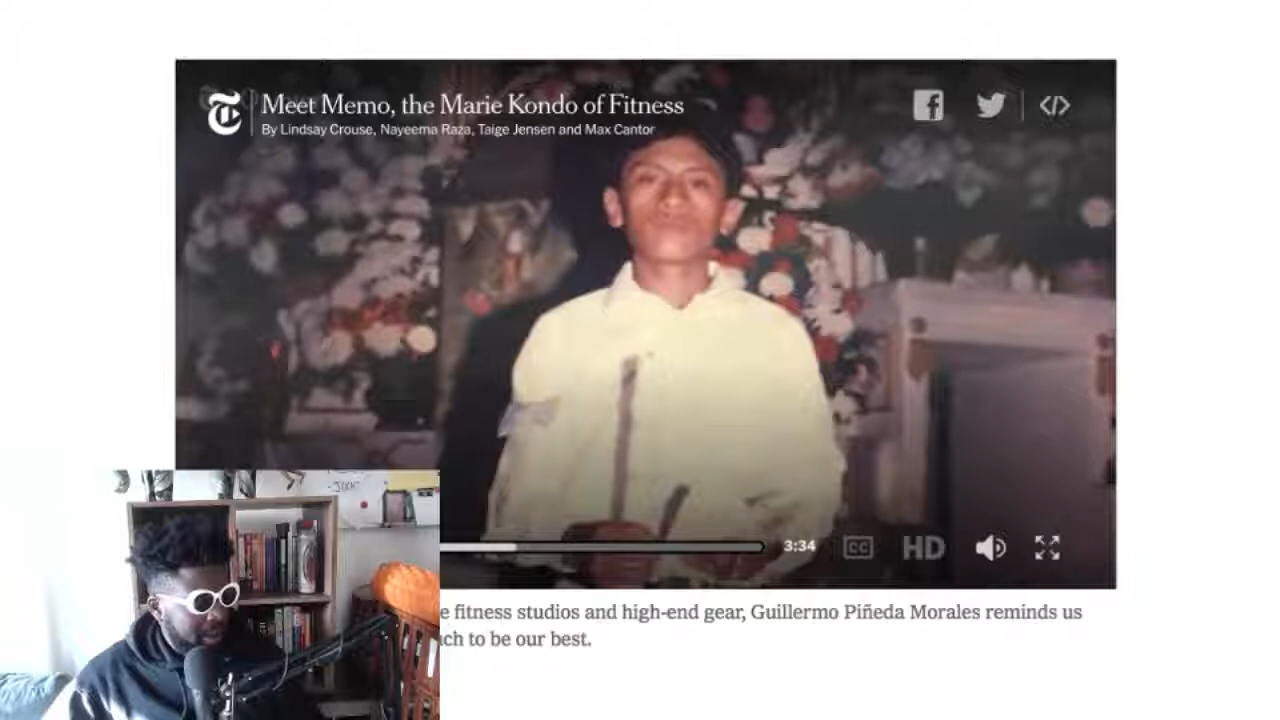 Meet Memo, the Marie Kondo of Fitness
By Lindsay Crouse, Nayeema Raza, Taige Jensen and Max Cantor
3:34
CC
HD
e fitness studios and high-end gear, Guillermo Piñeda Morales reminds us
ch to be our best.